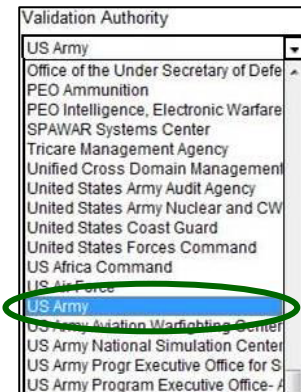 Validation Authority
US Army
Office of the Under Secretary of Defe
PEO Ammunition
PEO Intelligence, Electronic Warfare
SPAWAR Systems Center
Tricare Management Agency
Unified Cross Domain Management
United States Army Audit Agency
United States Army Nuclear and CW
United States Coast Guard
United States Forces Command
US Africa Command
US Air Force
US Army
US Army Aviation Warfighting Center
US Army National Simulation Center
US Army Progr Executive Office for S
US Army Program Executive Office- A